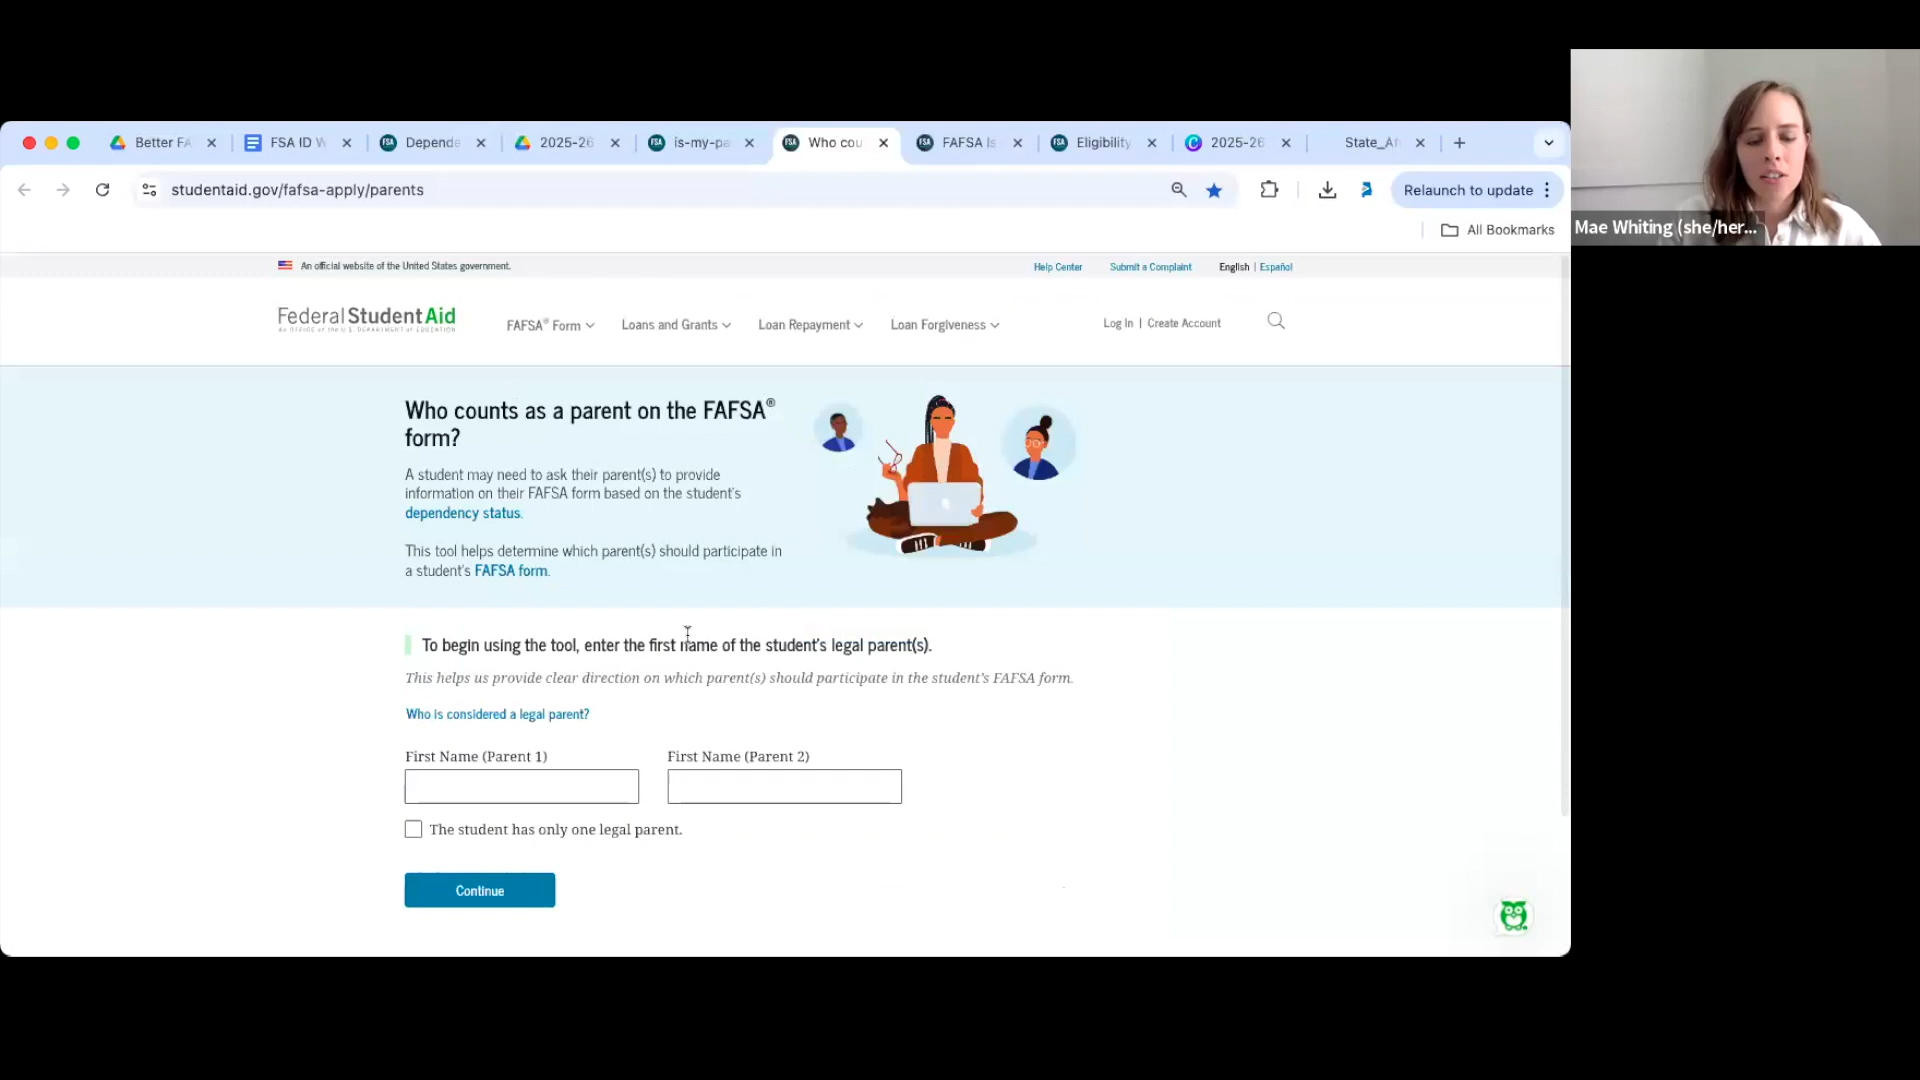 Better FA
FSA ID W
Depende
2025-26
is-my-pa
Who cou
FAFSA Is
Eligibility
2025-26
State_Af
studentaid.gov/fafsa-apply/parents
Relaunch to update
All Bookmarks
Mae Whiting (she/her...
An official website of the United States government.
Help Center
Submit a Complaint
English | Español
Federal Student Aid
An OFFICE of the U.S. DEPARTMENT of EDUCATION
FAFSA® Form
Loans and Grants
Loan Repayment
Loan Forgiveness
Log In | Create Account
Who counts as a parent on the FAFSA®
form?
A student may need to ask their parent(s) to provide
information on their FAFSA form based on the student's
dependency status.
This tool helps determine which parent(s) should participate in
a student's FAFSA form.
To begin using the tool, enter the first name of the student's legal parent(s).
This helps us provide clear direction on which parent(s) should participate in the student's FAFSA form.
Who is considered a legal parent?
First Name (Parent 1)
First Name (Parent 2)
The student has only one legal parent.
Continue